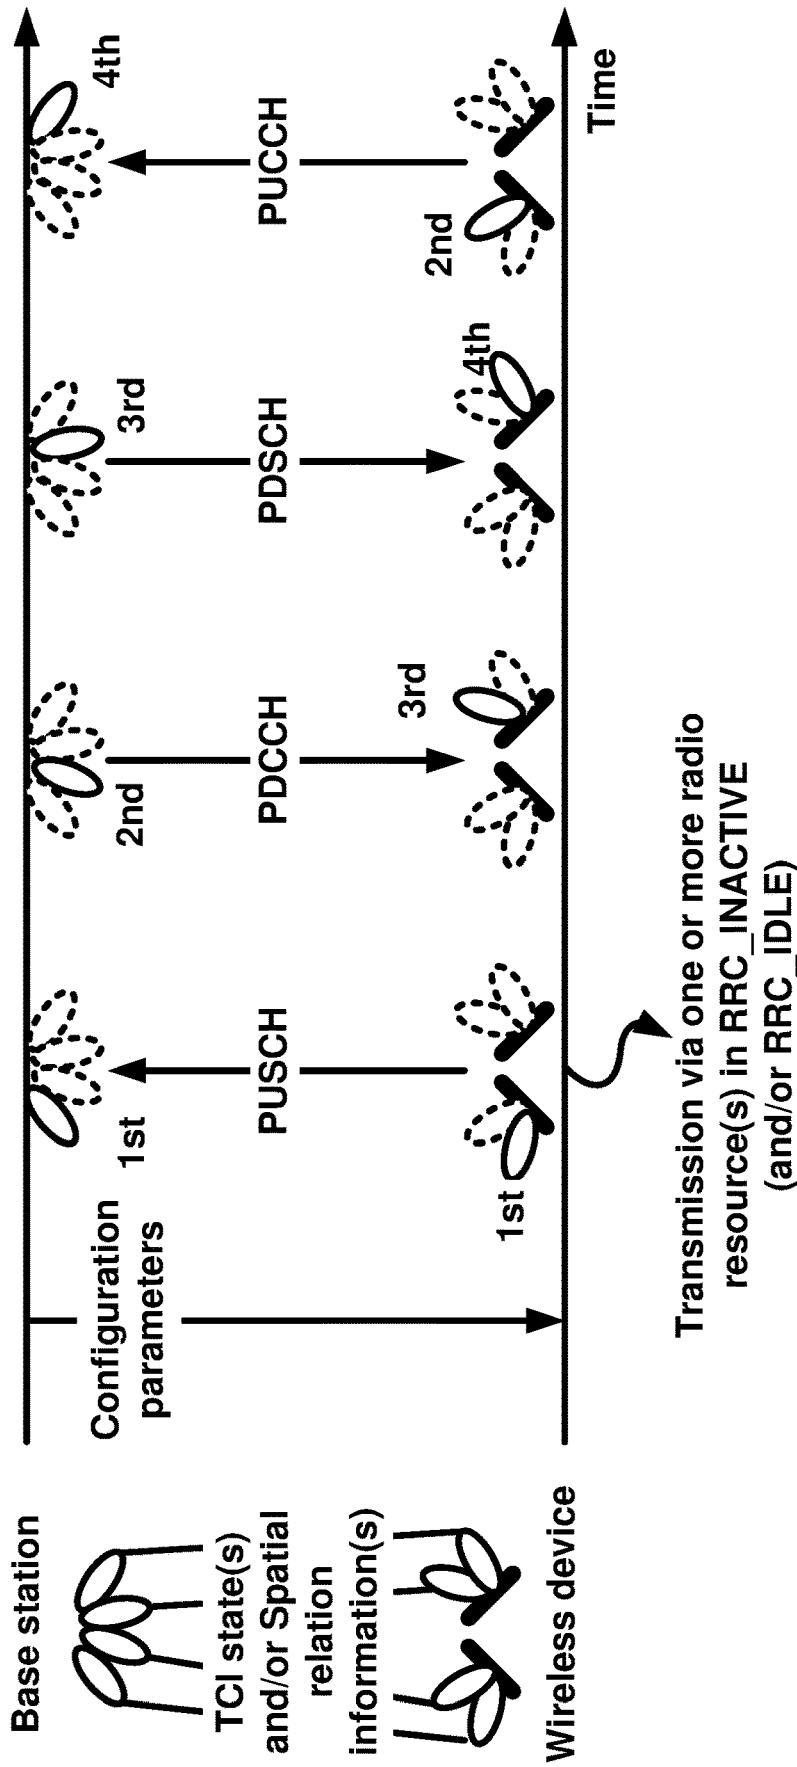 Base station
TCI state(s)
and/or Spatial
relation
information(s)
Wireless device
Configuration
parameters
1st
PUSCH
1st
2nd
PDCCH
3rd
3rd
PDSCH
4th
4th
PUCCH
2nd
Time
Transmission via one or more radio
resource(s) in RRC_INACTIVE
(and/or RRC_IDLE)